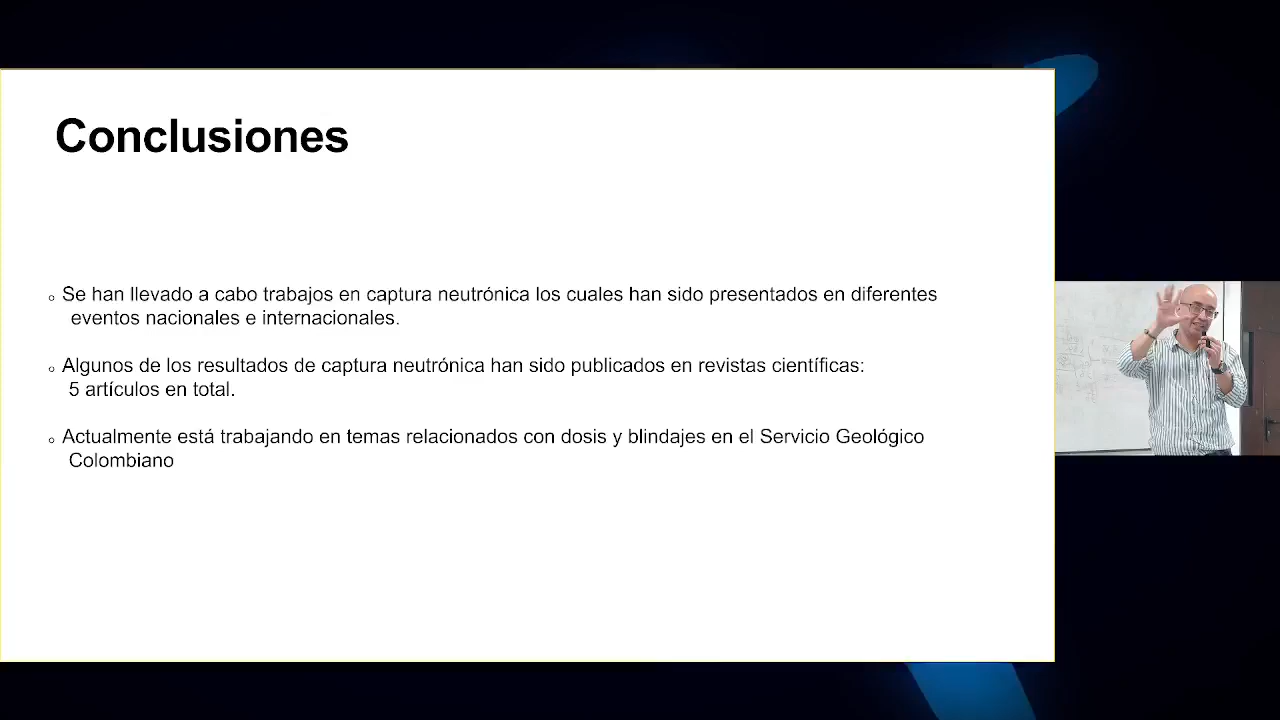 Conclusiones
Se han llevado a cabo trabajos en captura neutrónica los cuales han sido presentados en diferentes
eventos nacionales e internacionales.
Algunos de los resultados de captura neutrónica han sido publicados en revistas científicas:
5 artículos en total.
Actualmente está trabajando en temas relacionados con dosis y blindajes en el Servicio Geológico
Colombiano